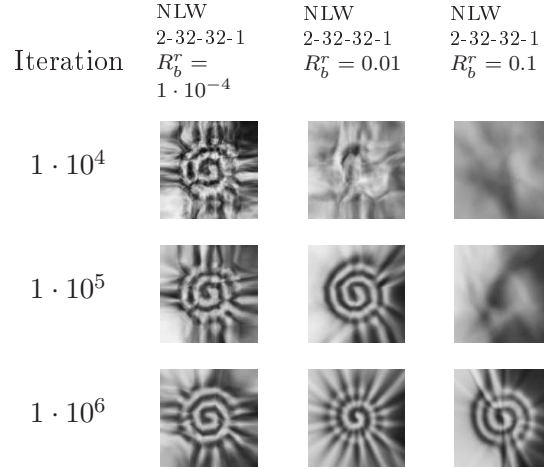 NLW NLW NLW
2-32-32-1 2-32-32-1 2-32-32-1
Iteration R_b^r = R_b^r = 0.01 R_b^r = 0.1
1 · 10^{-4}
1 · 10^4
1 · 10^5
1 · 10^6